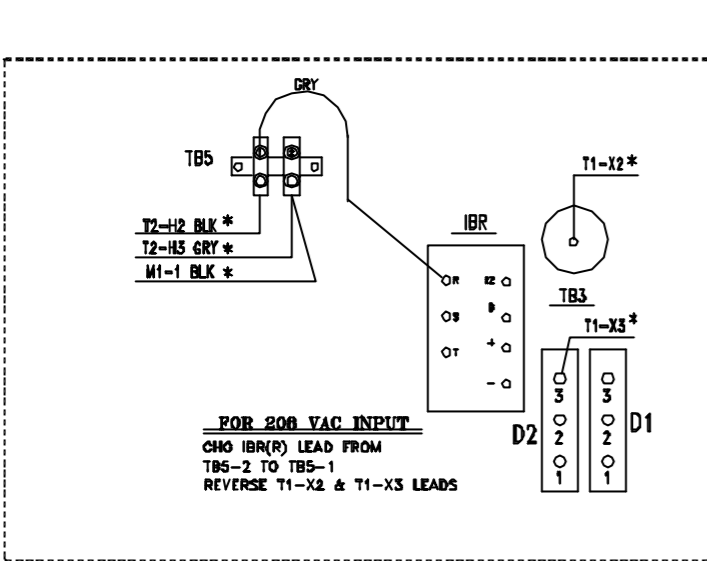 GRY
TB5
T1-X2*
T2-H2 BLK *
T2-H3 GRY *
M1-1 BLK *
IBR
R
S
T
+
-
TB3
T1-X3*
D2
3
2
1
3
2
1
D1
FOR 208 VAC INPUT
CHG IBR(R) LEAD FROM
TB5-2 TO TB5-1
REVERSE T1-X2 & T1-X3 LEADS